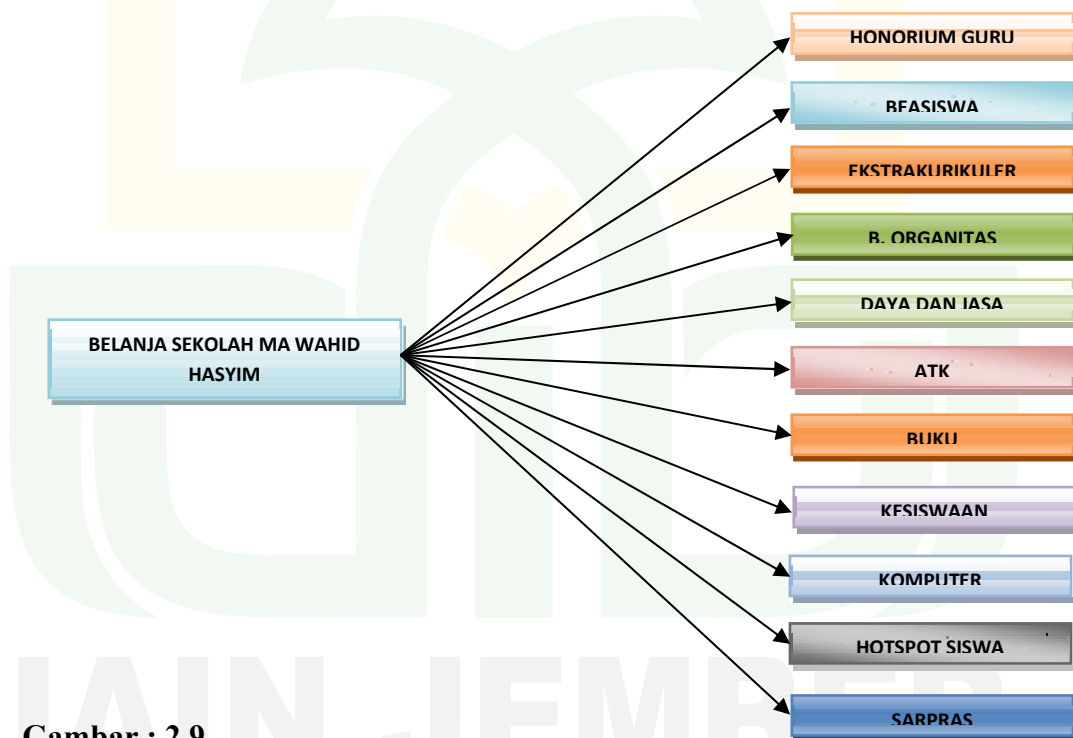 HONORIUM GURU
BEASISWA
EKSTRAKURIKULER
B. ORGANITAS
DAYA DAN JASA
BELANJA SEKOLAH MA WAHID
HASYIM
ATK
BUKU
KESISWAAN
KOMPUTER
HOTSPOT SISWA
SARPRAS
IAIN JEMBER
Gambar : 2.9